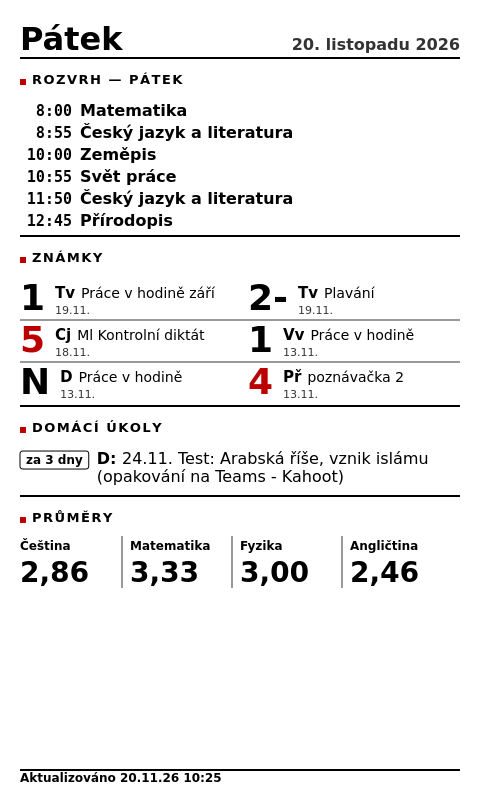 Pátek
20. listopadu 2026
ROZVRH — PÁTEK
8:00 Matematika
8:55 Český jazyk a literatura
10:00 Zeměpis
10:55 Svět práce
11:50 Český jazyk a literatura
12:45 Přírodopis
ZNÁMKY
1 Tv Práce v hodině září
19.11.
2- Tv Plavání
19.11.
5 Cj Ml Kontrolní diktát
18.11.
1 Vv Práce v hodině
13.11.
N D Práce v hodině
13.11.
4 Př poznávačka 2
13.11.
DOMÁCÍ ÚKOLY
za 3 dny D: 24.11. Test: Arabská říše, vznik islámu
(opakování na Teams - Kahoot)
PRŮMĚRY
Čeština Matematika Fyzika Angličtina
2,86 3,33 3,00 2,46
Aktualizováno 20.11.26 10:25